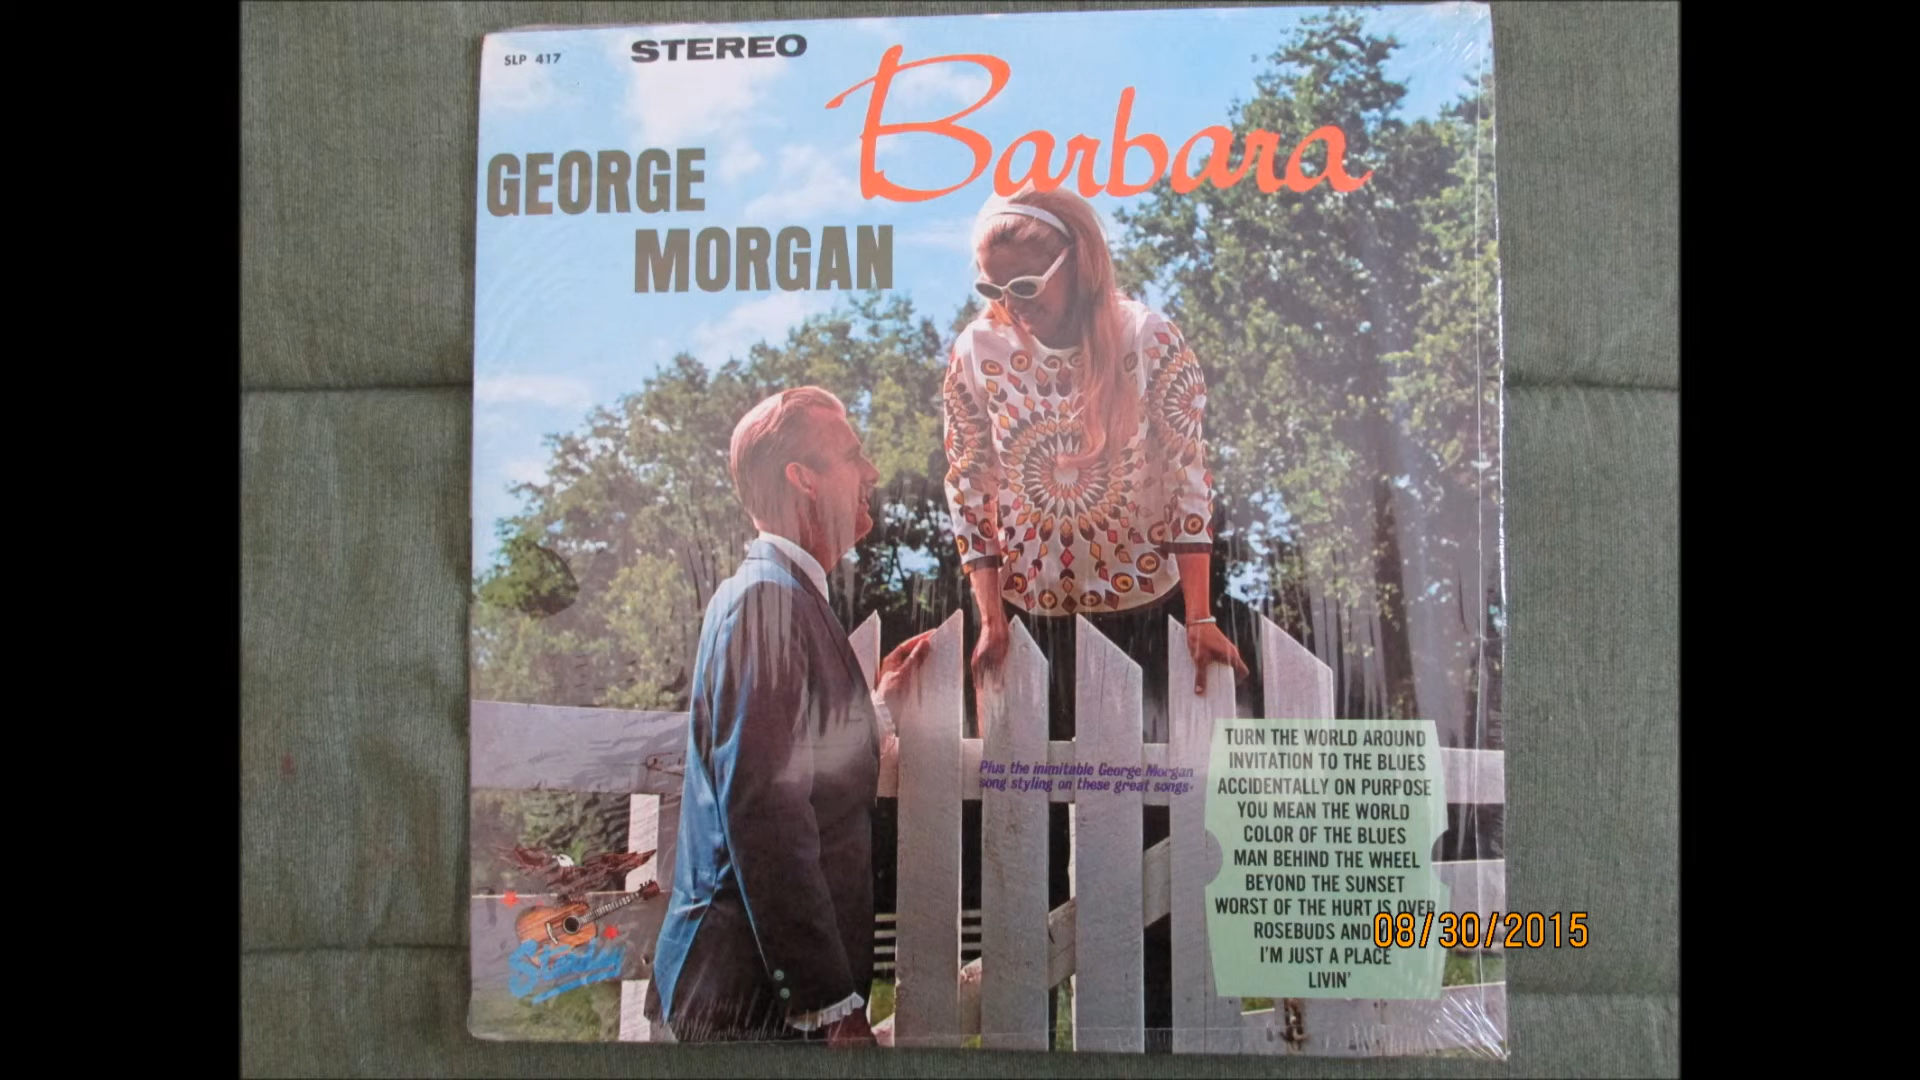 SLP 417
STEREO
Barbara
GEORGE
MORGAN
Plus the inimitable George Morgan
song styling on these great songs-
TURN THE WORLD AROUND
INVITATION TO THE BLUES
ACCIDENTALLY ON PURPOSE
YOU MEAN THE WORLD
COLOR OF THE BLUES
MAN BEHIND THE WHEEL
BEYOND THE SUNSET
WORST OF THE HURT IS OVER
ROSEBUDS AND
I'M JUST A PLACE
LIVIN'
Starday
08/30/2015